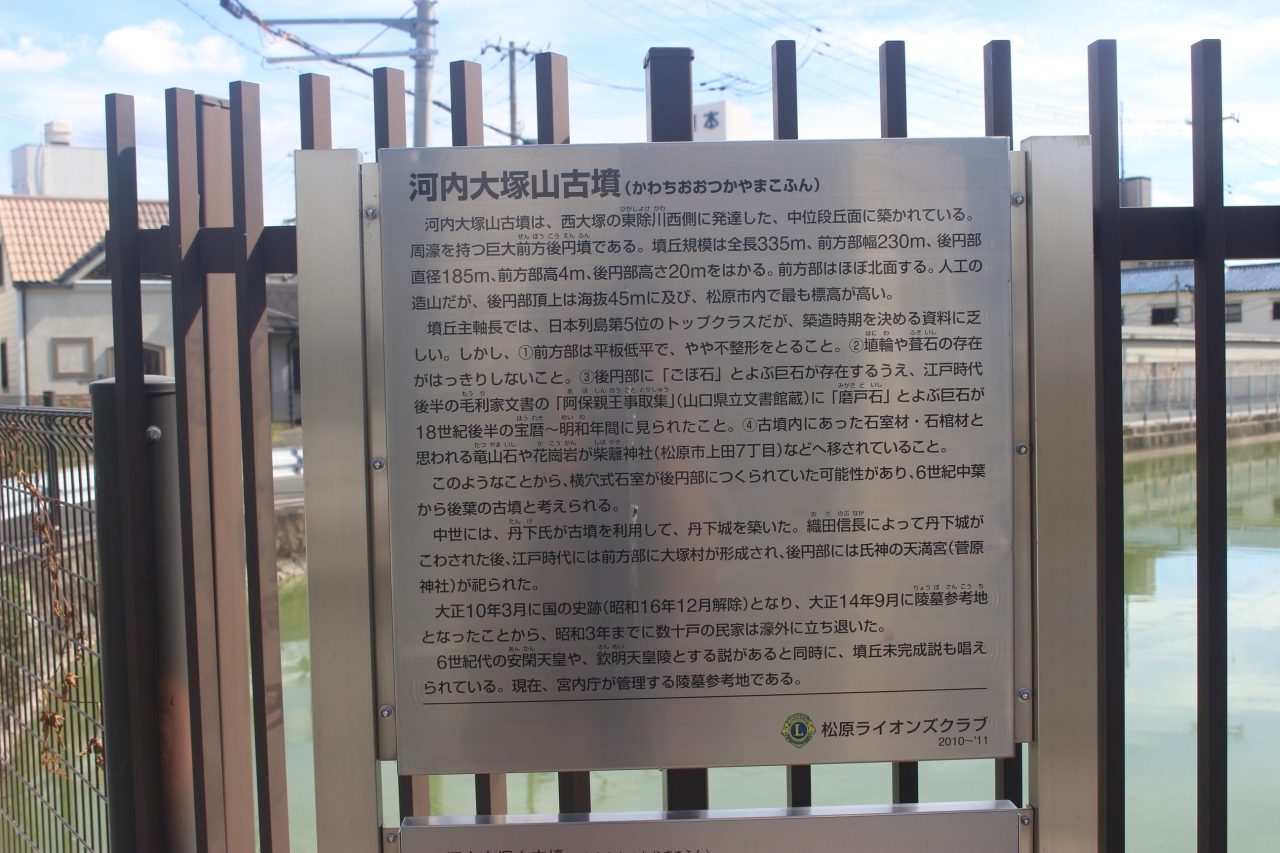 本
河内大塚山古墳(かわちおおつかやまこふん)
河内大塚山古墳は、西大塚の東除川西側に発達した、中位段丘面に築かれている。
周濠を持つ巨大前方後円墳である。墳丘規模は全長335m、前方部幅230m、後円部
直径185m、前方部高4m、後円部高さ20mをはかる。前方部はほぼ北面する。人工の
造山だが、後円部頂上は海抜45mに及び、松原市内で最も標高が高い。
墳丘主軸長では、日本列島第5位のトップクラスだが、築造時期を決める資料に乏
しい。しかし、①前方部は平板低平で、やや不整形をとること。②埴輪や葺石の存在
がはっきりしないこと。③後円部に「ごぼ石」とよぶ巨石が存在するうえ、江戸時代
後半の毛利家文書の「阿保親王事取集」(山口県立文書館蔵)に「磨戸石」とよぶ巨石が
18世紀後半の宝暦〜明和年間に見られたこと。④古墳内にあった石室材・石棺材と
思われる竜山石や花崗岩が柴籬神社(松原市上田7丁目)などへ移されていること。
このようなことから、横穴式石室が後円部につくられていた可能性があり、6世紀中葉
から後葉の古墳と考えられる。
中世には、丹下氏が古墳を利用して、丹下城を築いた。織田信長によって丹下城が
こわされた後、江戸時代には前方部に大塚村が形成され、後円部には氏神の天満宮(菅原
神社)が祀られた。
大正10年3月に国の史跡(昭和16年12月解除)となり、大正14年9月に陵墓参考地
となったことから、昭和3年までに数十戸の民家は濠外に立ち退いた。
6世紀代の安閑天皇や、欽明天皇陵とする説があると同時に、墳丘未完成説も唱え
られている。現在、宮内庁が管理する陵墓参考地である。
L 松原ライオンズクラブ
2010〜'11